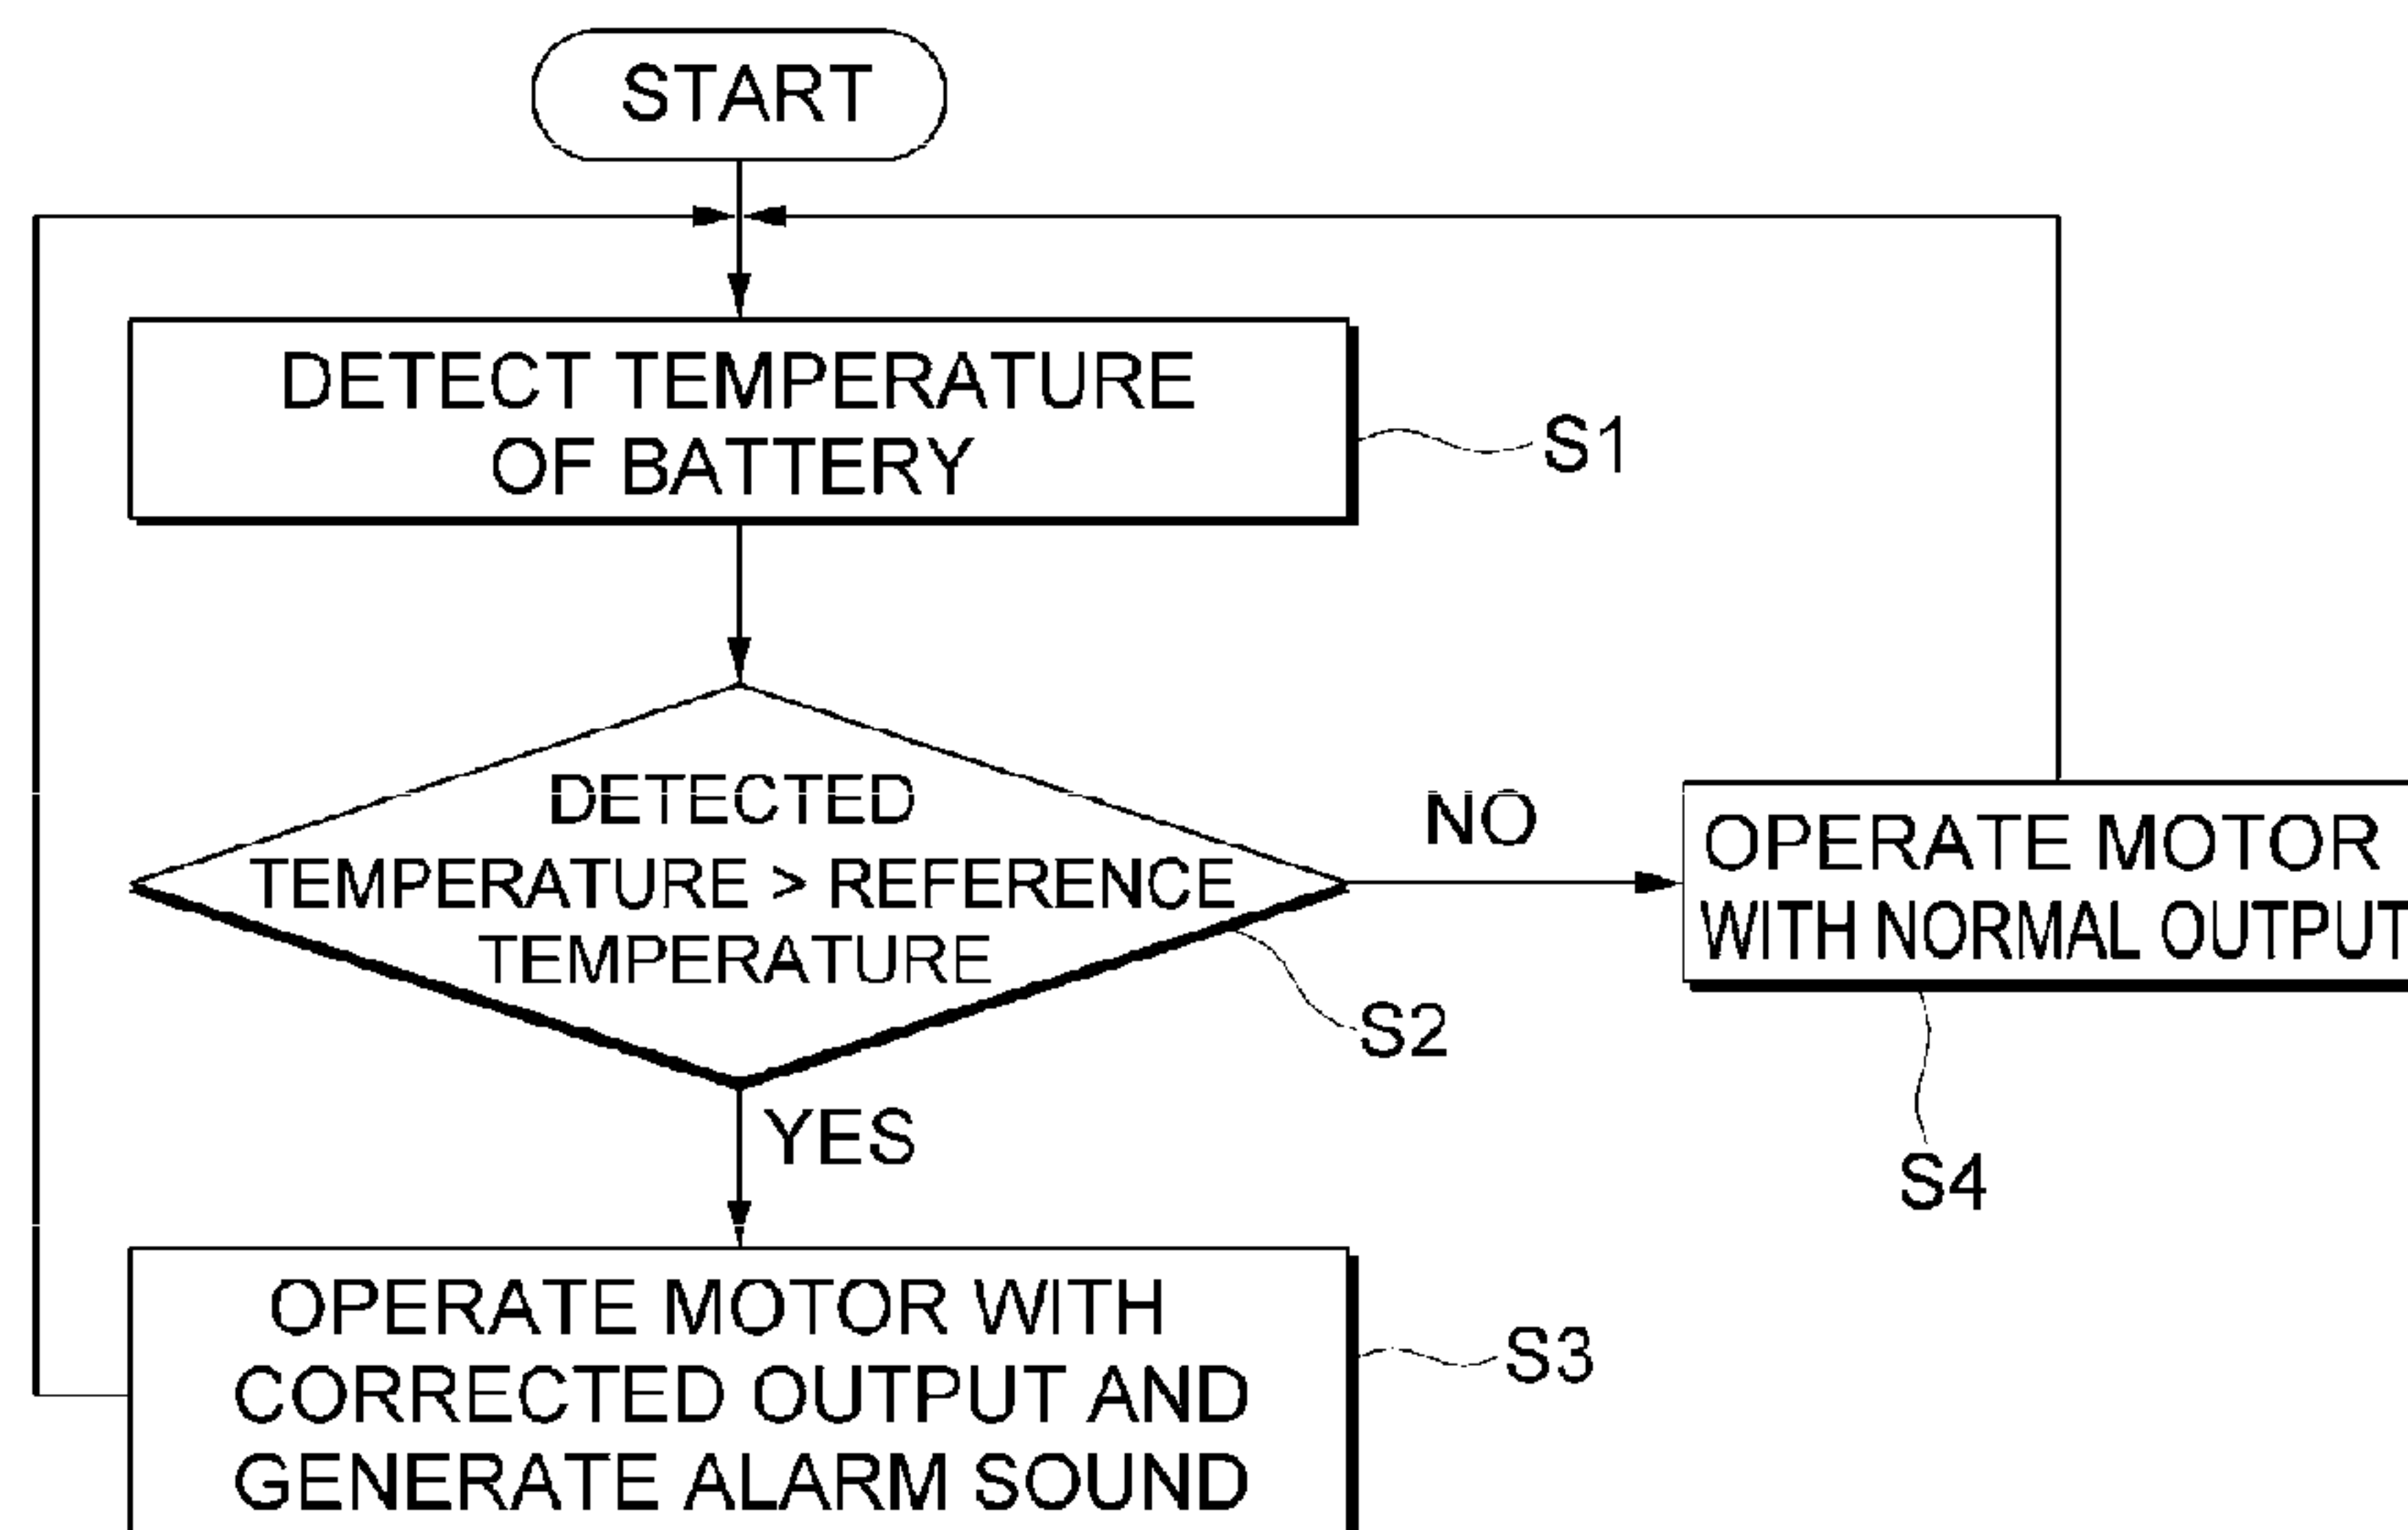 START
DETECT TEMPERATURE
OF BATTERY
S1
DETECTED
TEMPERATURE > REFERENCE
TEMPERATURE
S2
NO
OPERATE MOTOR
WITH NORMAL OUTPUT
S4
YES
OPERATE MOTOR WITH
CORRECTED OUTPUT AND
GENERATE ALARM SOUND
S3